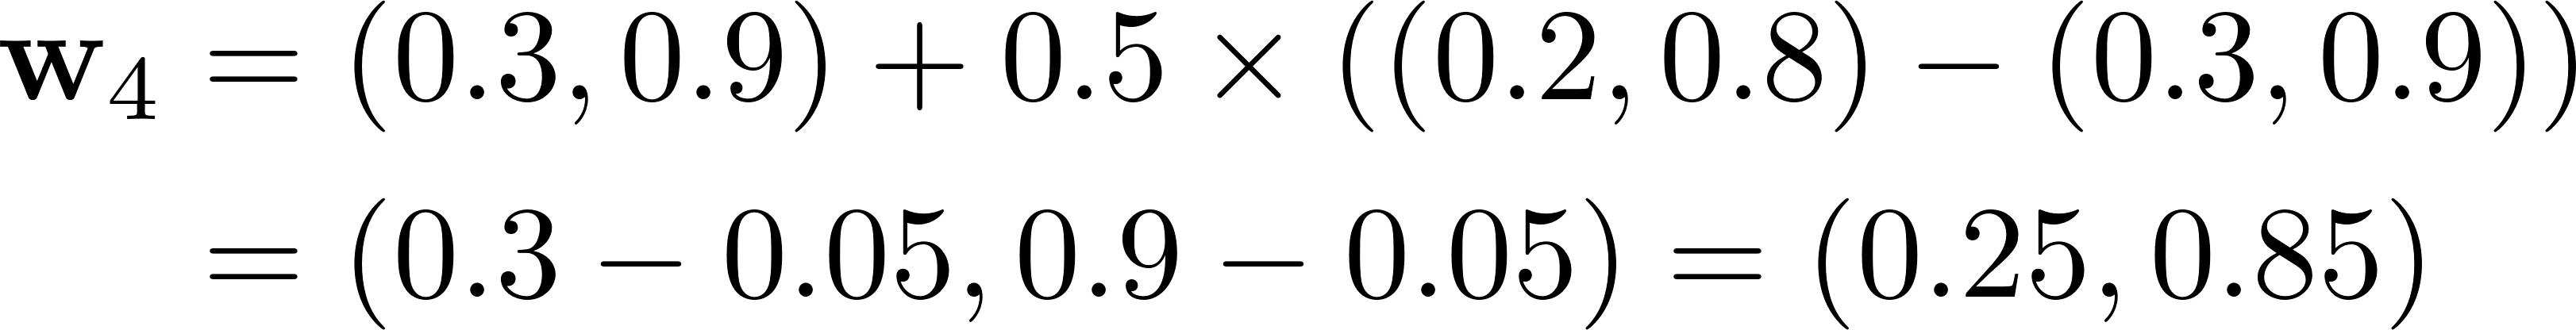 w₄ = (0.3, 0.9) + 0.5 × ((0.2, 0.8) − (0.3, 0.9))
= (0.3 − 0.05, 0.9 − 0.05) = (0.25, 0.85)